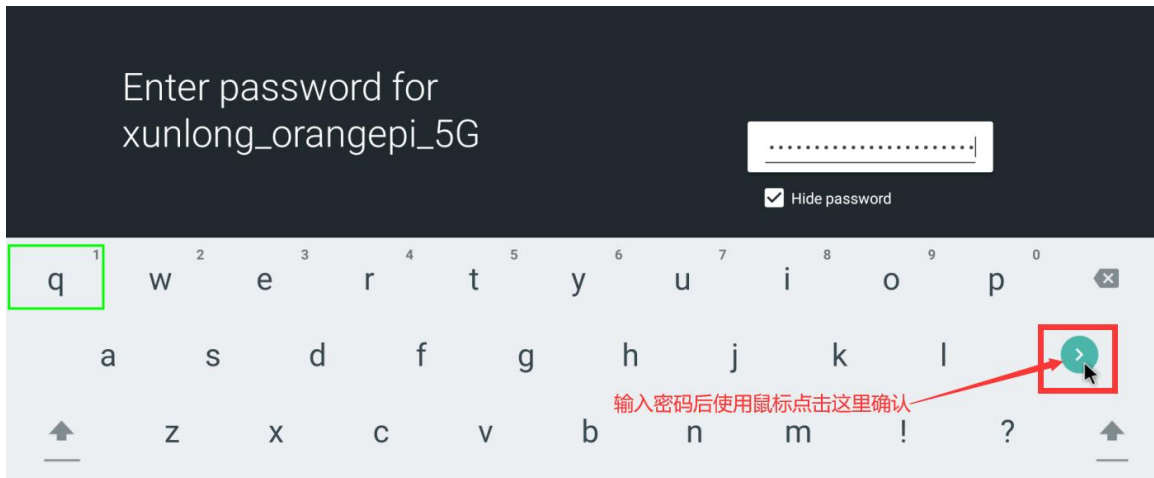 Enter password for
xunlong_orangepi_5G
••••••••••••••••••••••••
Hide password
q 1 w 2 e 3 r 4 t 5 y 6 u 7 i 8 o 9 p 0
a s d f g h j k l
输入密码后使用鼠标点击这里确认
z x c v b n m ! ?